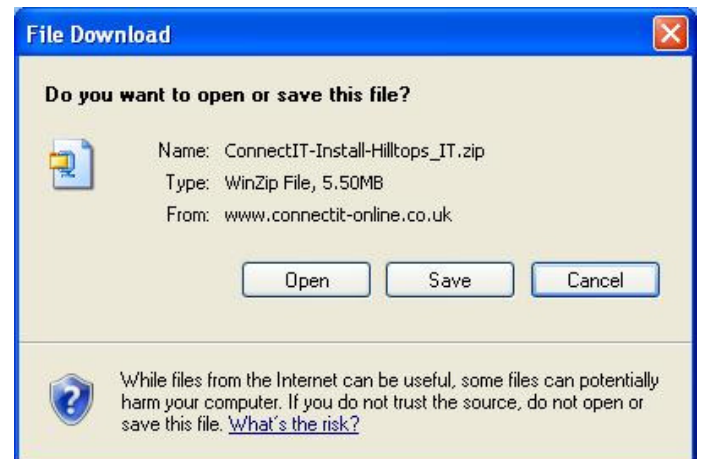 File Download
Do you want to open or save this file?
Name: ConnectIT-Install-Hilltops_IT.zip
Type: WinZip File, 5.50MB
From: www.connectit-online.co.uk
Open Save Cancel
While files from the Internet can be useful, some files can potentially
harm your computer. If you do not trust the source, do not open or
save this file. What's the risk?